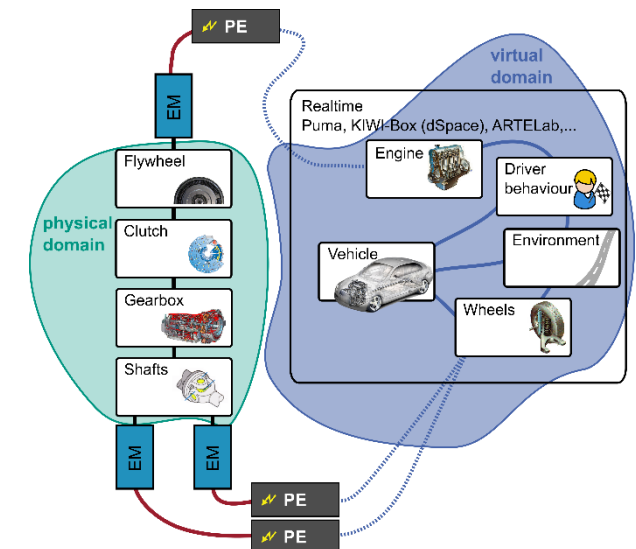 PE
EM
virtual
domain
Realtime
Puma, KIWI-Box (dSpace), ARTELab,...
Engine
Driver
behaviour
Flywheel
physical
domain
Clutch
Environment
Vehicle
Gearbox
Wheels
Shafts
EM
EM
PE
PE